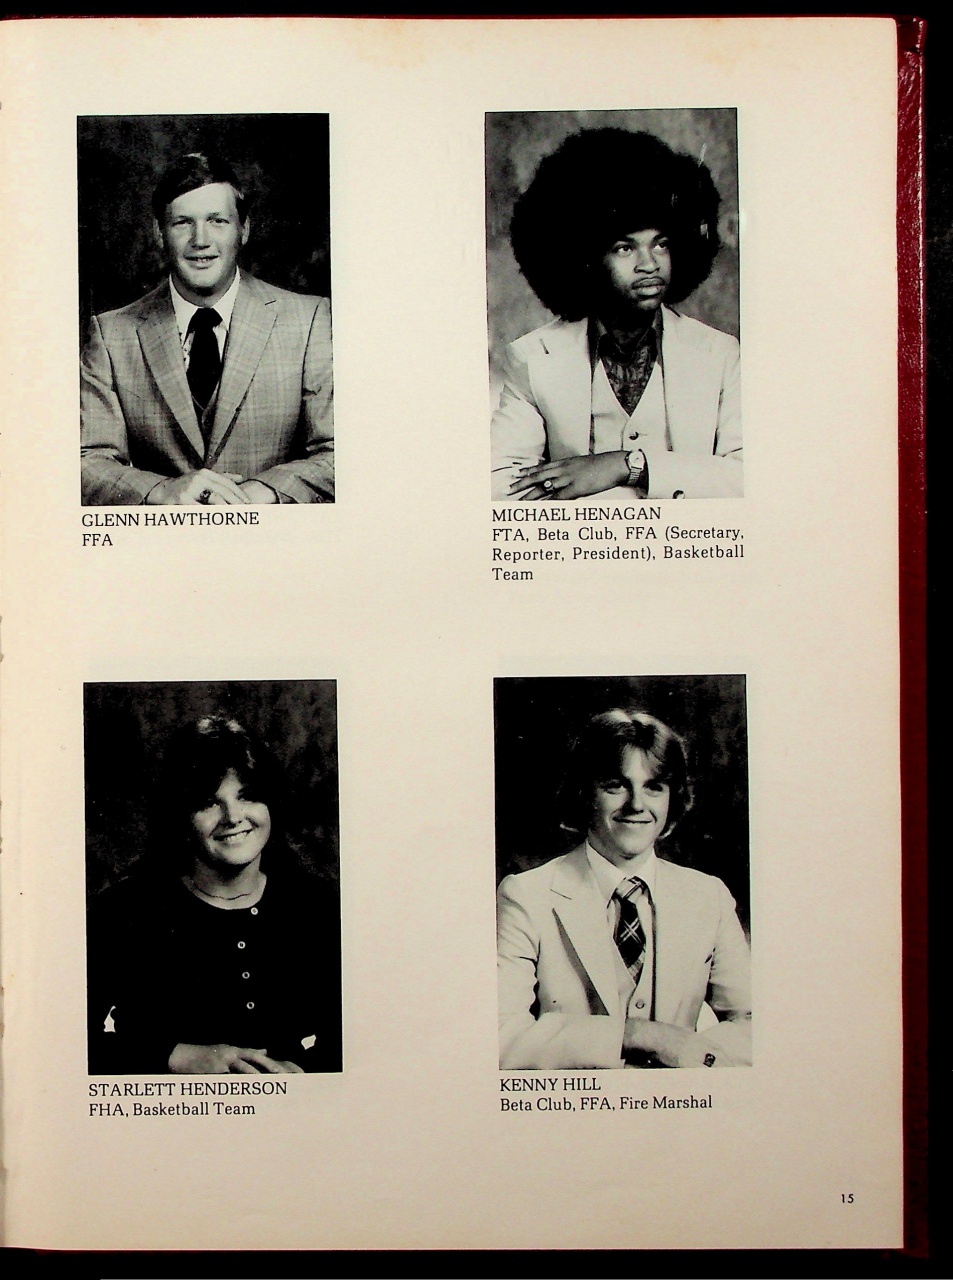 GLENN HAWTHORNE
FFA
MICHAEL HENAGAN
FTA, Beta Club, FFA (Secretary,
Reporter, President), Basketball
Team
STARLETT HENDERSON
FHA, Basketball Team
KENNY HILL
Beta Club, FFA, Fire Marshal
15